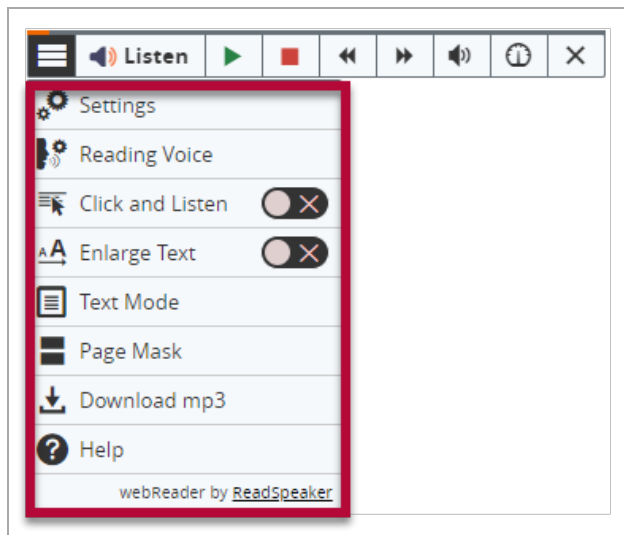 Listen
Settings
Reading Voice
Click and Listen
Enlarge Text
Text Mode
Page Mask
Download mp3
Help
webReader by ReadSpeaker